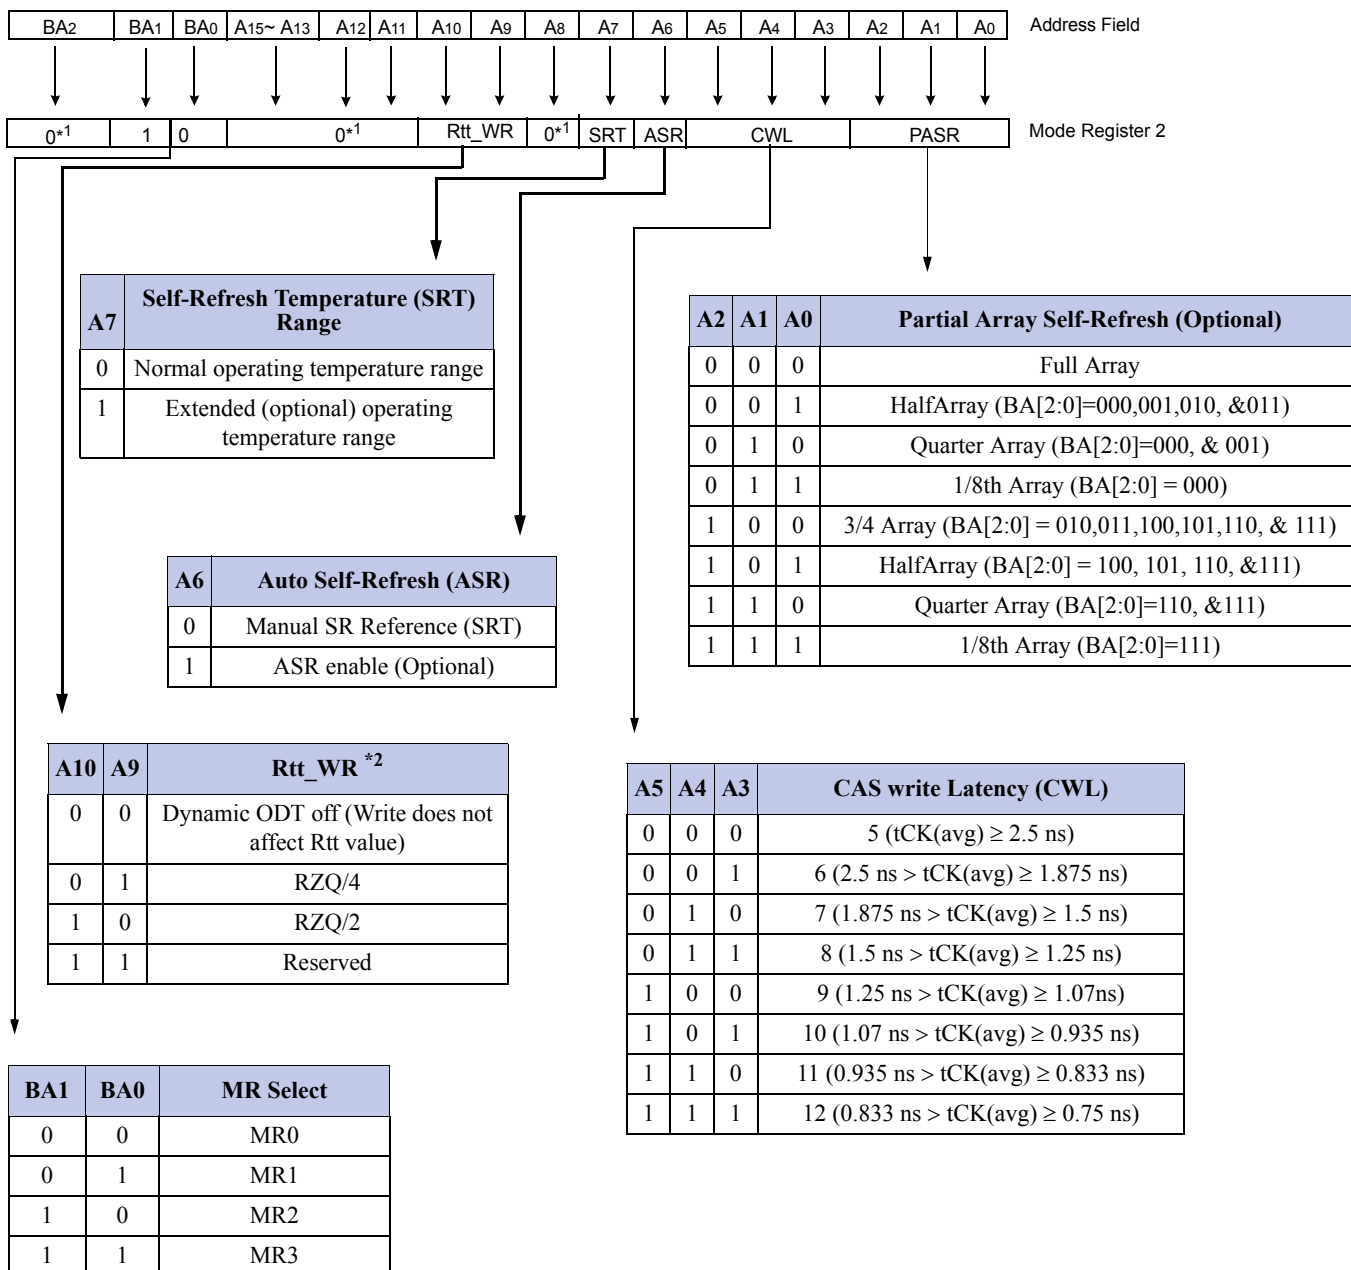 BA2 BA1 BA0 A15~ A13 A12 A11 A10 A9 A8 A7 A6 A5 A4 A3 A2 A1 A0 Address Field
0*1 1 0 0*1 Rtt_WR 0*1 SRT ASR CWL PASR Mode Register 2
A7 Self-Refresh Temperature (SRT)
Range
0 Normal operating temperature range
1 Extended (optional) operating
temperature range
A2 A1 A0 Partial Array Self-Refresh (Optional)
0 0 0 Full Array
0 0 1 HalfArray (BA[2:0]=000,001,010, &011)
0 1 0 Quarter Array (BA[2:0]=000, & 001)
0 1 1 1/8th Array (BA[2:0] = 000)
1 0 0 3/4 Array (BA[2:0] = 010,011,100,101,110, & 111)
1 0 1 HalfArray (BA[2:0] = 100, 101, 110, &111)
1 1 0 Quarter Array (BA[2:0]=110, &111)
1 1 1 1/8th Array (BA[2:0]=111)
A6 Auto Self-Refresh (ASR)
0 Manual SR Reference (SRT)
1 ASR enable (Optional)
A10 A9 Rtt_WR *2
0 0 Dynamic ODT off (Write does not
affect Rtt value)
0 1 RZQ/4
1 0 RZQ/2
1 1 Reserved
A5 A4 A3 CAS write Latency (CWL)
0 0 0 5 (tCK(avg) ≥ 2.5 ns)
0 0 1 6 (2.5 ns > tCK(avg) ≥ 1.875 ns)
0 1 0 7 (1.875 ns > tCK(avg) ≥ 1.5 ns)
0 1 1 8 (1.5 ns > tCK(avg) ≥ 1.25 ns)
1 0 0 9 (1.25 ns > tCK(avg) ≥ 1.07ns)
1 0 1 10 (1.07 ns > tCK(avg) ≥ 0.935 ns)
1 1 0 11 (0.935 ns > tCK(avg) ≥ 0.833 ns)
1 1 1 12 (0.833 ns > tCK(avg) ≥ 0.75 ns)
BA1 BA0 MR Select
0 0 MR0
0 1 MR1
1 0 MR2
1 1 MR3